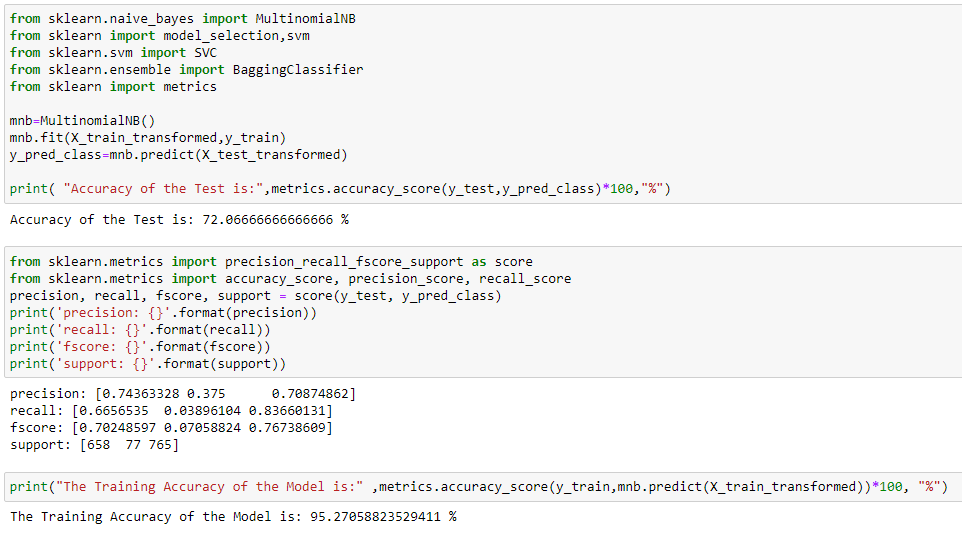 from sklearn.naive_bayes import MultinomialNB
from sklearn import model_selection,svm
from sklearn.svm import SVC
from sklearn.ensemble import BaggingClassifier
from sklearn import metrics
mnb=MultinomialNB()
mnb.fit(X_train_transformed,y_train)
y_pred_class=mnb.predict(X_test_transformed)
print( "Accuracy of the Test is:",metrics.accuracy_score(y_test,y_pred_class)*100,"%")
Accuracy of the Test is: 72.06666666666666 %
from sklearn.metrics import precision_recall_fscore_support as score
from sklearn.metrics import accuracy_score, precision_score, recall_score
precision, recall, fscore, support = score(y_test, y_pred_class)
print('precision: {}'.format(precision))
print('recall: {}'.format(recall))
print('fscore: {}'.format(fscore))
print('support: {}'.format(support))
precision: [0.74363328 0.375      0.70874862]
recall: [0.6656535  0.03896104 0.83660131]
fscore: [0.70248597 0.07058824 0.76738609]
support: [658  77 765]
print("The Training Accuracy of the Model is:" ,metrics.accuracy_score(y_train,mnb.predict(X_train_transformed))*100, "%")
The Training Accuracy of the Model is: 95.27058823529411 %